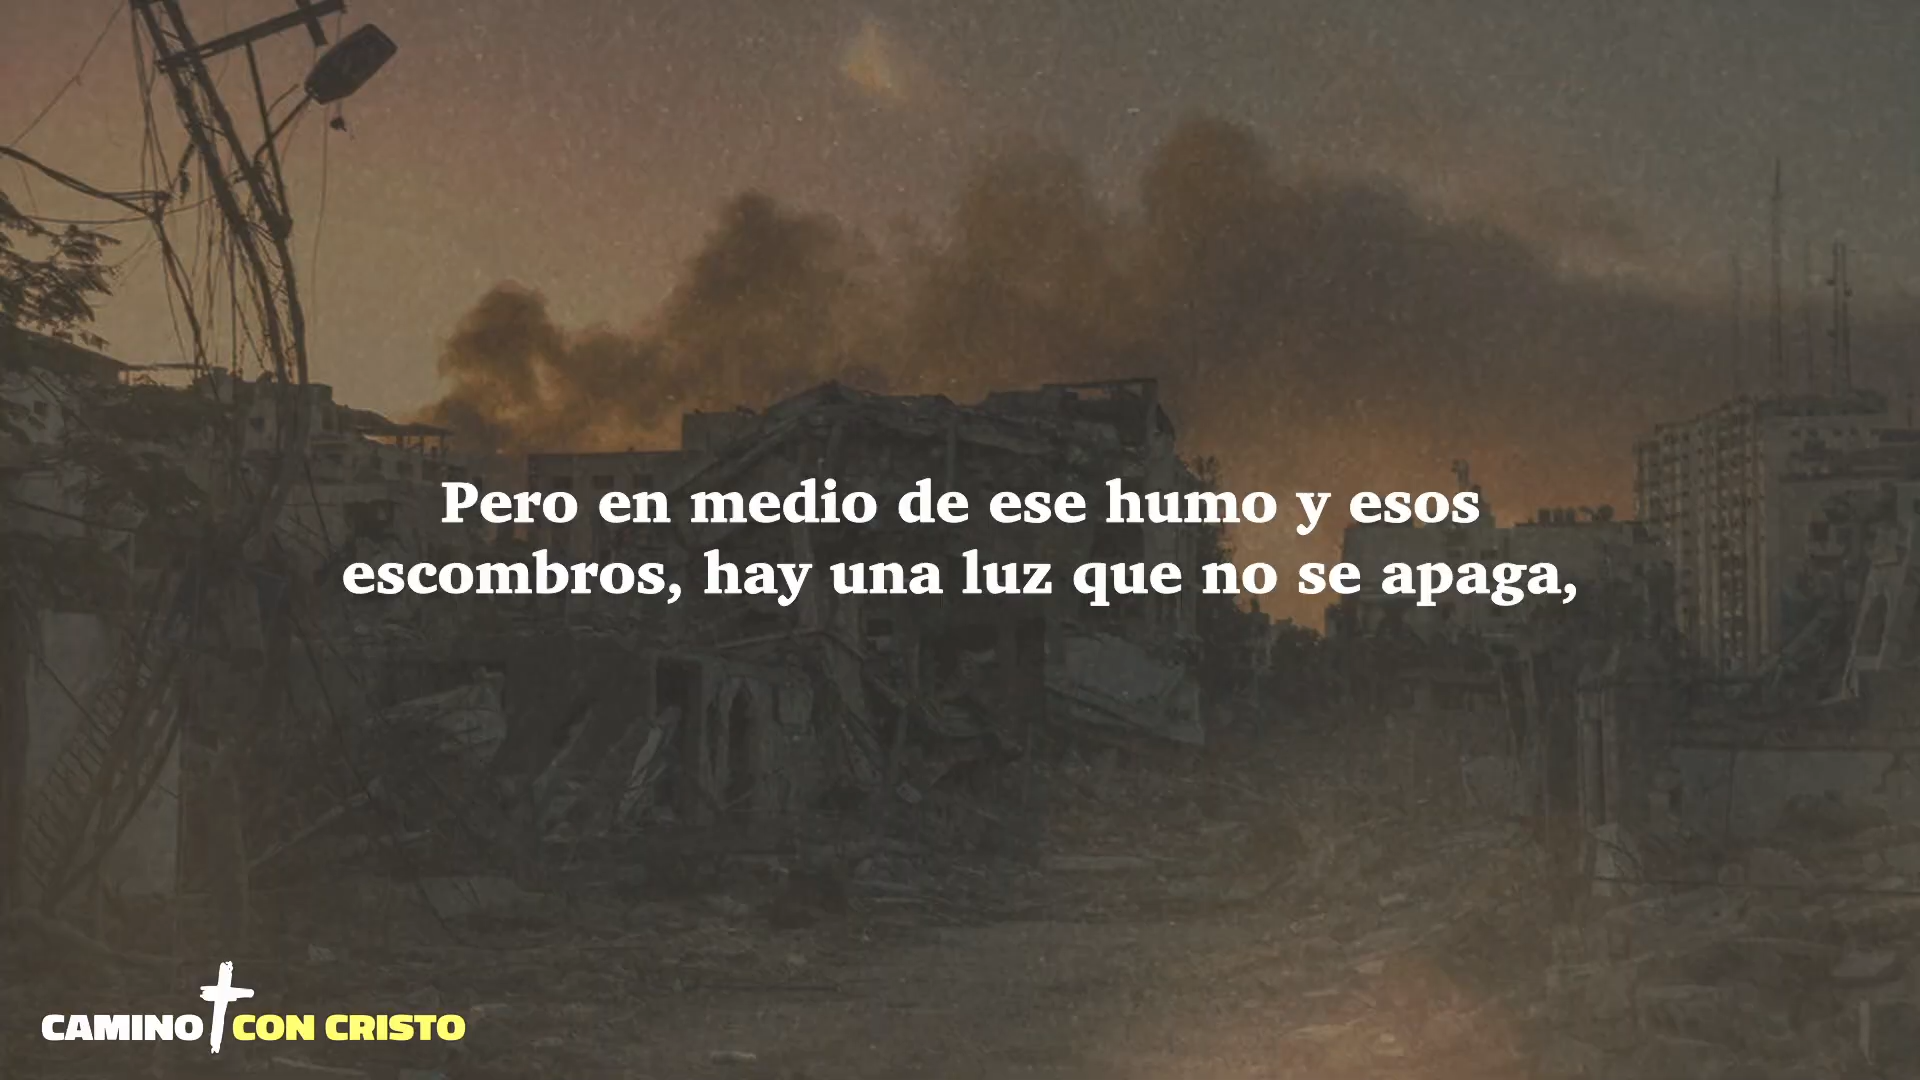 Pero en medio de ese humo y esos
escombros, hay una luz que no se apaga,
CAMINO CON CRISTO